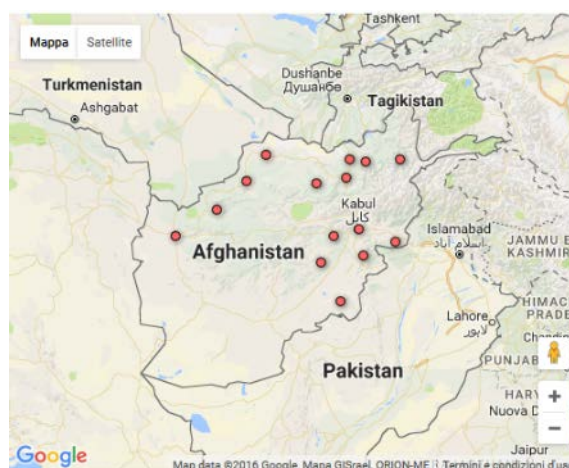 Mappa
Satellite
Tashkent
Dushanbe
Душанбе
Turkmenistan
Tagikistan
Ashgabat
Kabul
کابل
Islamabad
اسلام آباد
JAMMU E
KASHMIR
Afghanistan
HIMAC
PRADE
Lahore
لاہور
Chandig
Pakistan
PUNJAB
HARY
Nuova D
Jaipur
Google
Map data ©2016 Google, Mapa GISrael, ORION-ME
Termini e condizioni d'uso